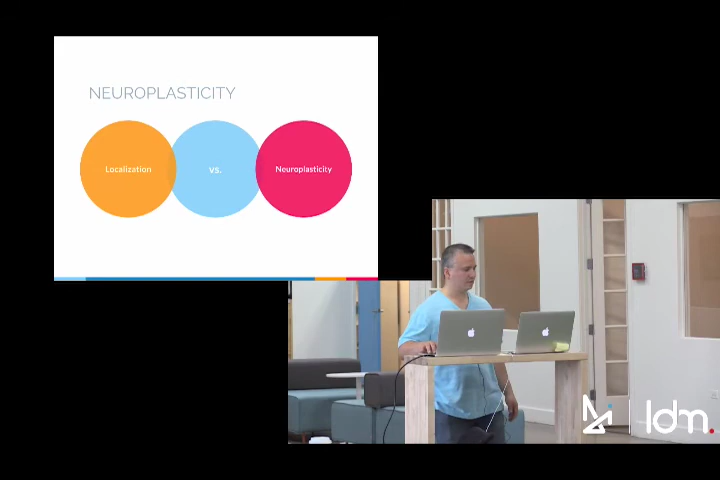 NEUROPLASTICITY
Localization
vs.
Neuroplasticity
ldm.